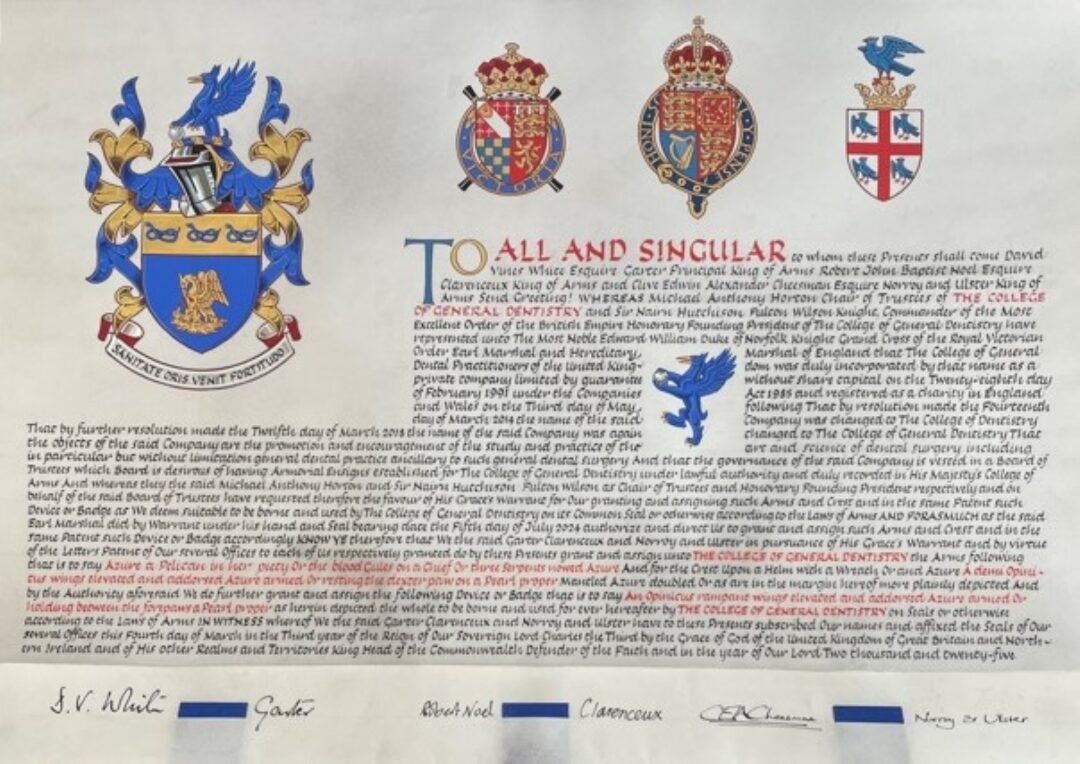 SANITATE ORIS VENIT FORTITUDO
VICTORIA
HONI Y PENSE
TO ALL AND SINGULAR to whom these Presents shall come David
Vines White Esquire Garter Principal King of Arms Robert John Baptist Noel Esquire
Clarenceux King of Arms and Clive Edwin Alexander Cheesman Esquire Norroy and Ulster King of
Arms Send Greeting! WHEREAS Michael Anthony Horton Chair of Trustees of THE COLLEGE
OF GENERAL DENTISTRY and Sir Nairn Hutchison Fulton Wilson Knight, Commander of the Most
Excellent Order of the British Empire Honorary Founding President of The College of General Dentistry have
represented unto The Most Noble Edward William Duke of Norfolk Knight Grand Cross of the Royal Victorian
Order Earl Marshal and Hereditary Marshal of England that The College of General
Dental Practitioners of the United King- dom was duly incorporated by that name as a
private company limited by guarantee without share capital on the Twenty-eighth day
of February 1991 under the Companies Act 1985 and registered as a charity in England
and Wales on the Third day of May following That by resolution made the Fourteenth
day of March 2014 the name of the said Company was changed to The College of Dentistry
That by further resolution made the Twelfth day of March 2018 the name of the said Company was again changed to The College of General Dentistry That
the objects of the said Company are the promotion and encouragement of the study and practice of the art and science of dental surgery including
in particular but without limitation general dental practice ancillary to such general dental surgery And that the governance of the said Company is vested in a Board of
Trustees which Board is desirous of having Armorial Ensigns established for The College of General Dentistry under lawful authority and duly recorded in His Majesty's College of
Arms And whereas they the said Michael Anthony Horton and Sir Nairn Hutchison Fulton Wilson as Chair of Trustees and Honorary Founding President respectively and on
behalf of the said Board of Trustees have requested therefore the favour of His Grace's Warrant for Our granting and assigning such Arms and Crest and in the same Patent such
Device or Badge as We deem suitable to be borne and used by The College of General Dentistry on its Common Seal or otherwise according to the Laws of Arms AND FORASMUCH as the said
Earl Marshal did by Warrant under his hand and Seal bearing date the Fifth day of July 2024 authorize and direct Us to grant and assign such Arms and Crest and in the
same Patent such Device or Badge accordingly KNOW YE therefore that We the said Garter Clarenceux and Norroy and Ulster in pursuance of His Grace's Warrant and by virtue
of the Letters Patent of Our several Offices to each of Us respectively granted do by these Presents grant and assign unto THE COLLEGE OF GENERAL DENTISTRY the Arms following
that is to say Azure a Pelican in her piety Or the blood Gules on a Chief Or three Serpents nowed Azure And for the Crest Upon a Helm with a Wreath Or and Azure A demi Opini-
cus wings elevated and addorsed Azure armed Or resting the dexter paw on a Pearl proper Mantled Azure doubled Or as are in the margin hereof more plainly depicted And
by the Authority aforesaid We do further grant and assign the following Device or Badge that is to say An Opinicus rampant wings elevated and addorsed Azure armed Or
holding between the forepaws a Pearl proper as herein depicted the whole to be borne and used for ever hereafter by THE COLLEGE OF GENERAL DENTISTRY on Seals or otherwise
according to the Laws of Arms IN WITNESS whereof We the said Garter Clarenceux and Norroy and Ulster have to these Presents subscribed Our names and affixed the Seals of Our
several Offices this Fourth day of March in the Third year of the Reign of Our Sovereign Lord Charles the Third by the Grace of God of the United Kingdom of Great Britain and North-
ern Ireland and of His other Realms and Territories King Head of the Commonwealth Defender of the Faith and in the year of Our Lord Two thousand and twenty-five
Garter Robert Noel Clarenceux Norroy & Ulster